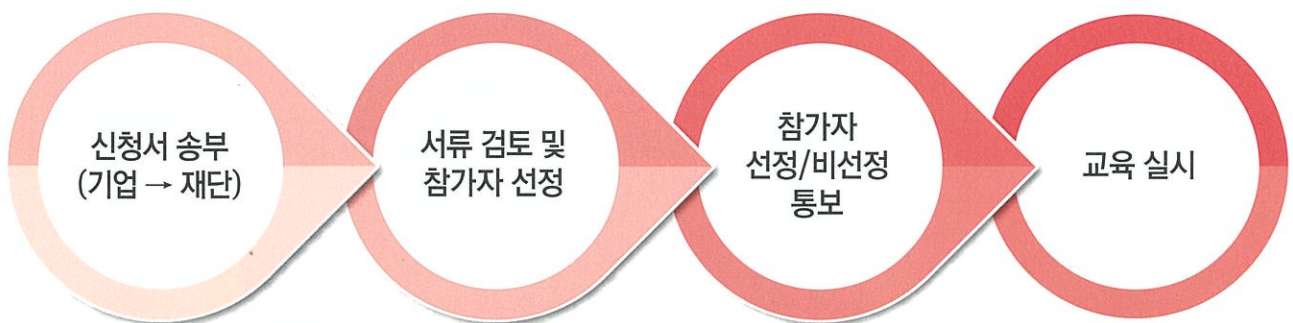 신청서 송부
(기업 → 재단)
서류 검토 및
참가자 선정
참가자
선정/비선정
통보
교육 실시